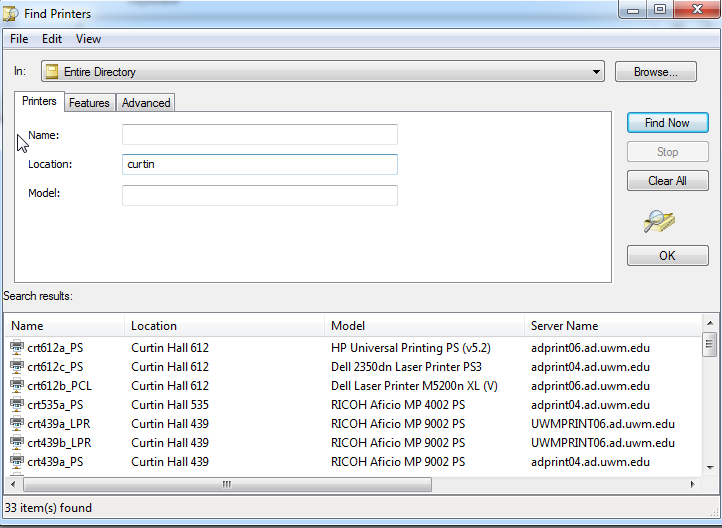 Find Printers
File Edit View
In: Entire Directory Browse...
Printers Features Advanced
Name:
Location: curtin
Model:
Find Now
Stop
Clear All
OK
Search results:
Name Location Model Server Name
crt612a_PS Curtin Hall 612 HP Universal Printing PS (v5.2) adprint06.ad.uwm.edu
crt612c_PS Curtin Hall 612 Dell 2350dn Laser Printer PS3 adprint04.ad.uwm.edu
crt612b_PCL Curtin Hall 612 Dell Laser Printer M5200n XL (V) adprint06.ad.uwm.edu
crt535a_PS Curtin Hall 535 RICOH Aficio MP 4002 PS adprint04.ad.uwm.edu
crt439a_LPR Curtin Hall 439 RICOH Aficio MP 9002 PS UWMPRINT06.ad.uwm.edu
crt439b_LPR Curtin Hall 439 RICOH Aficio MP 9002 PS UWMPRINT06.ad.uwm.edu
crt439a_PS Curtin Hall 439 RICOH Aficio MP 9002 PS adprint04.ad.uwm.edu
33 item(s) found